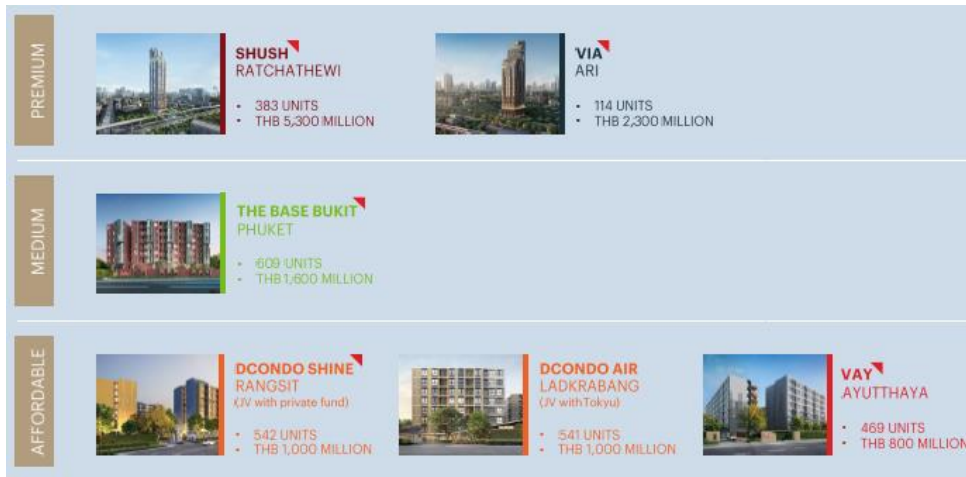 PREMIUM
SHUSH
RATCHATHEWI
• 383 UNITS
• THB 5,300 MILLION
VIA
ARI
• 114 UNITS
• THB 2,300 MILLION
MEDIUM
THE BASE BUKIT
PHUKET
• 609 UNITS
• THB 1,600 MILLION
AFFORDABLE
DCONDO SHINE
RANGSIT
(JV with private fund)
• 542 UNITS
• THB 1,000 MILLION
DCONDO AIR
LADKRABANG
(JV with Tokyu)
• 541 UNITS
• THB 1,000 MILLION
VAY
AYUTTHAYA
• 469 UNITS
• THB 800 MILLION